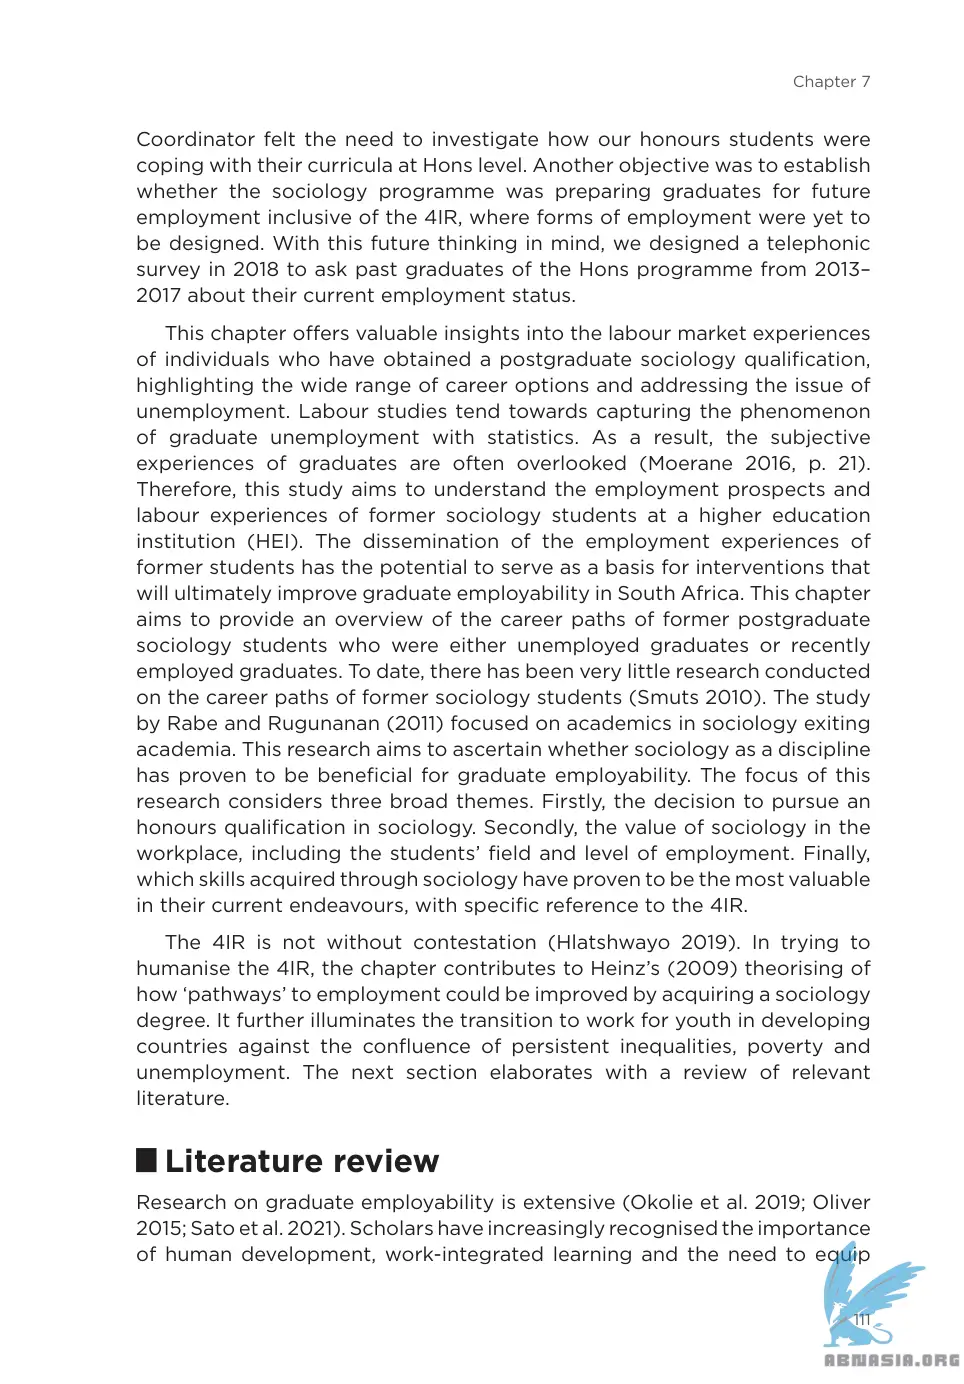 Chapter 7
Coordinator felt the need to investigate how our honours students were
coping with their curricula at Hons level. Another objective was to establish
whether the sociology programme was preparing graduates for future
employment inclusive of the 4IR, where forms of employment were yet to
be designed. With this future thinking in mind, we designed a telephonic
survey in 2018 to ask past graduates of the Hons programme from 2013–
2017 about their current employment status.
This chapter offers valuable insights into the labour market experiences
of individuals who have obtained a postgraduate sociology qualification,
highlighting the wide range of career options and addressing the issue of
unemployment. Labour studies tend towards capturing the phenomenon
of graduate unemployment with statistics. As a result, the subjective
experiences of graduates are often overlooked (Moerane 2016, p. 21).
Therefore, this study aims to understand the employment prospects and
labour experiences of former sociology students at a higher education
institution (HEI). The dissemination of the employment experiences of
former students has the potential to serve as a basis for interventions that
will ultimately improve graduate employability in South Africa. This chapter
aims to provide an overview of the career paths of former postgraduate
sociology students who were either unemployed graduates or recently
employed graduates. To date, there has been very little research conducted
on the career paths of former sociology students (Smuts 2010). The study
by Rabe and Rugunanan (2011) focused on academics in sociology exiting
academia. This research aims to ascertain whether sociology as a discipline
has proven to be beneficial for graduate employability. The focus of this
research considers three broad themes. Firstly, the decision to pursue an
honours qualification in sociology. Secondly, the value of sociology in the
workplace, including the students’ field and level of employment. Finally,
which skills acquired through sociology have proven to be the most valuable
in their current endeavours, with specific reference to the 4IR.
The 4IR is not without contestation (Hlatshwayo 2019). In trying to
humanise the 4IR, the chapter contributes to Heinz’s (2009) theorising of
how ‘pathways’ to employment could be improved by acquiring a sociology
degree. It further illuminates the transition to work for youth in developing
countries against the confluence of persistent inequalities, poverty and
unemployment. The next section elaborates with a review of relevant
literature.
Literature review
Research on graduate employability is extensive (Okolie et al. 2019; Oliver
2015; Sato et al. 2021). Scholars have increasingly recognised the importance
of human development, work-integrated learning and the need to equip
111
ABNASIA.ORG